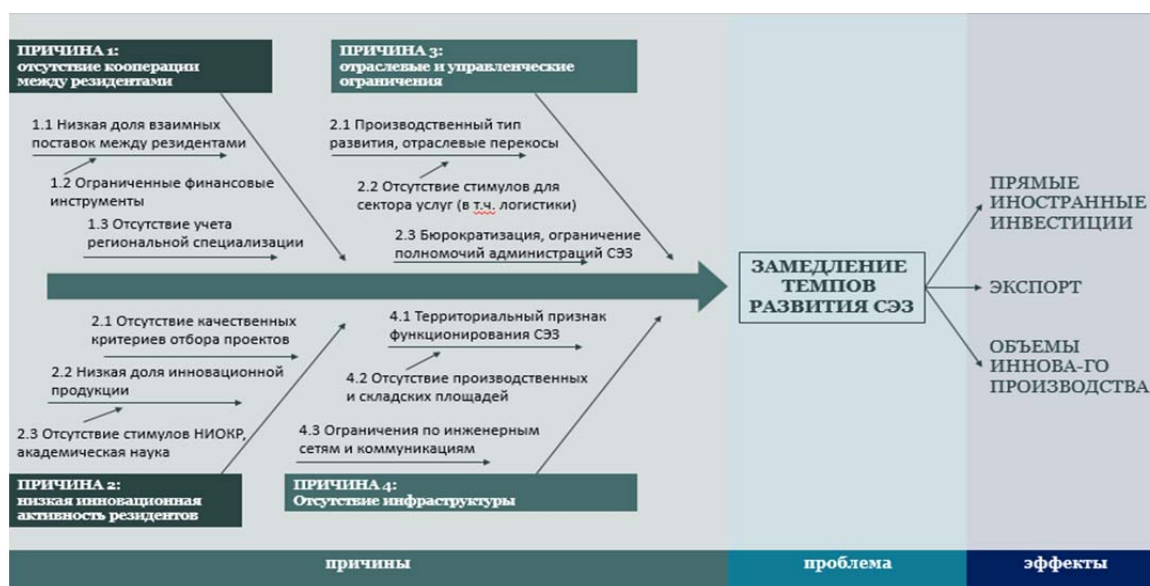 ПРИЧИНА 1:
отсутствие кооперации
между резидентами
1.1 Низкая доля взаимных
поставок между резидентами
1.2 Ограниченные финансовые
инструменты
1.3 Отсутствие учета
региональной специализации
ПРИЧИНА 3:
отраслевые и управленческие
ограничения
2.1 Производственный тип
развития, отраслевые перекосы
2.2 Отсутствие стимулов для
сектора услуг (в т.ч. логистики)
2.3 Бюрократизация, ограничение
полномочий администраций СЭЗ
2.1 Отсутствие качественных
критериев отбора проектов
2.2 Низкая доля инновационной
продукции
2.3 Отсутствие стимулов НИОКР,
академическая наука
ПРИЧИНА 2:
низкая инновационная
активность резидентов
4.1 Территориальный признак
функционирования СЭЗ
4.2 Отсутствие производственных
и складских площадей
4.3 Ограничения по инженерным
сетям и коммуникациям
ПРИЧИНА 4:
Отсутствие инфраструктуры
ЗАМЕДЛЕНИЕ
ТЕМПОВ
РАЗВИТИЯ СЭЗ
ПРЯМЫЕ
ИНОСТРАННЫЕ
ИНВЕСТИЦИИ
ЭКСПОРТ
ОБЪЕМЫ
ИННОВА-ГО
ПРОИЗВОДСТВА
причины
проблема
эффекты